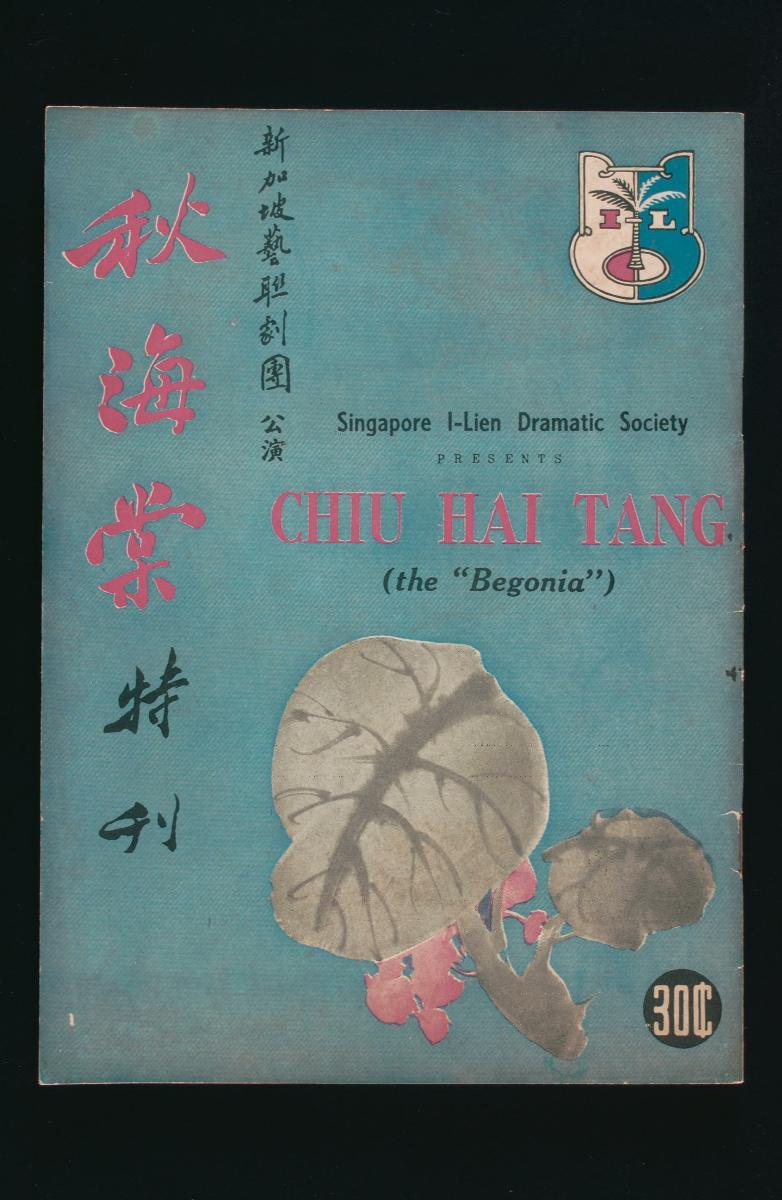 秋海棠特刊
新加坡藝聯劇團 公演
I L
Singapore I-Lien Dramatic Society
PRESENTS
CHIU HAI TANG
(the “Begonia”)
30¢